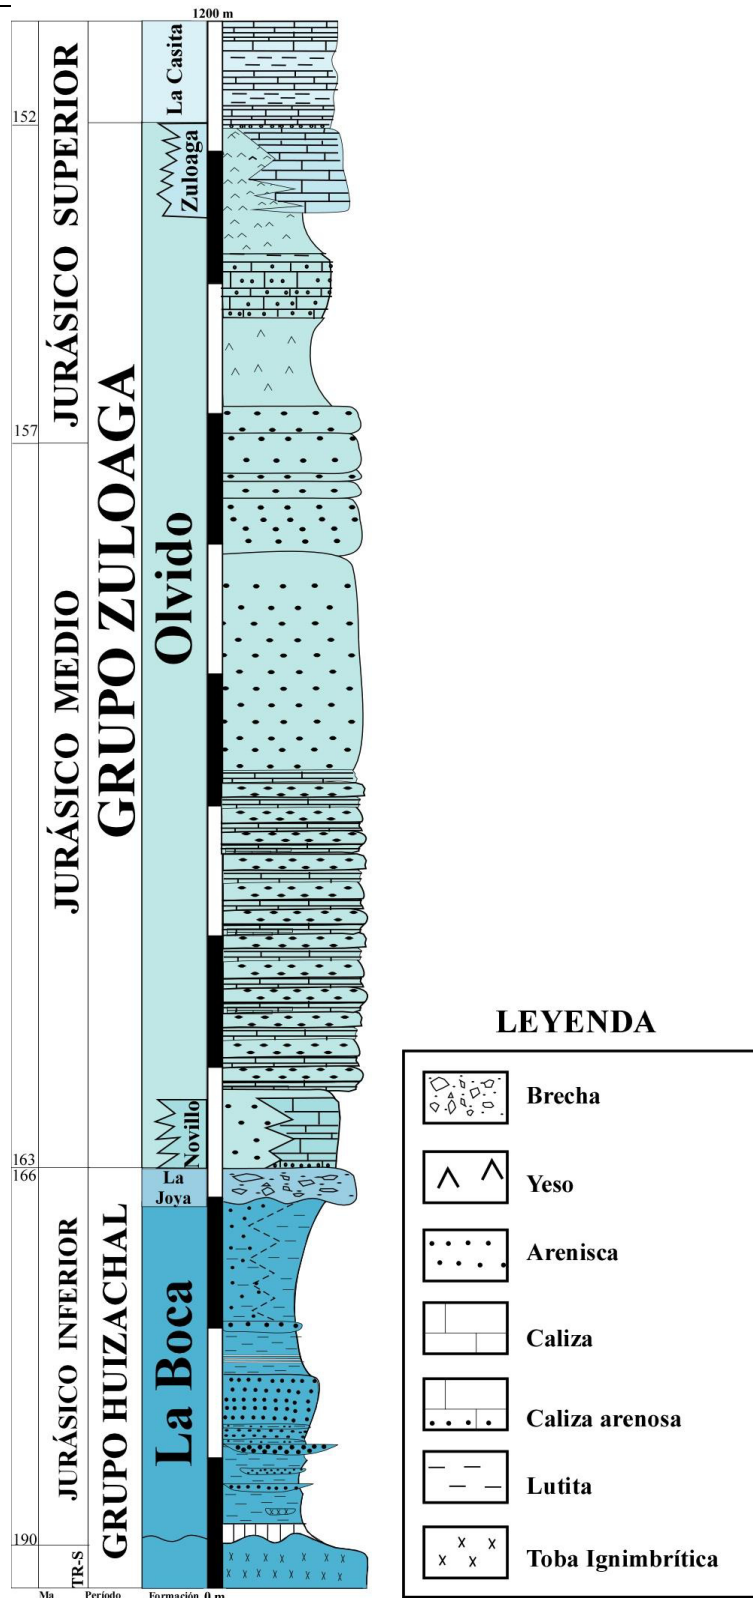 1200 m
152
157
163
166
190
JURÁSICO SUPERIOR
JURÁSICO MEDIO
JURÁSICO INFERIOR
TR-S
GRUPO ZULOAGA
GRUPO HUIZACHAL
La Casita
Zuloaga
Olvido
Novillo
La
Joya
La Boca
Ma
Período
Formación
0 m
LEYENDA
Brecha
Yeso
Arenisca
Caliza
Caliza arenosa
Lutita
Toba Ignimbrítica